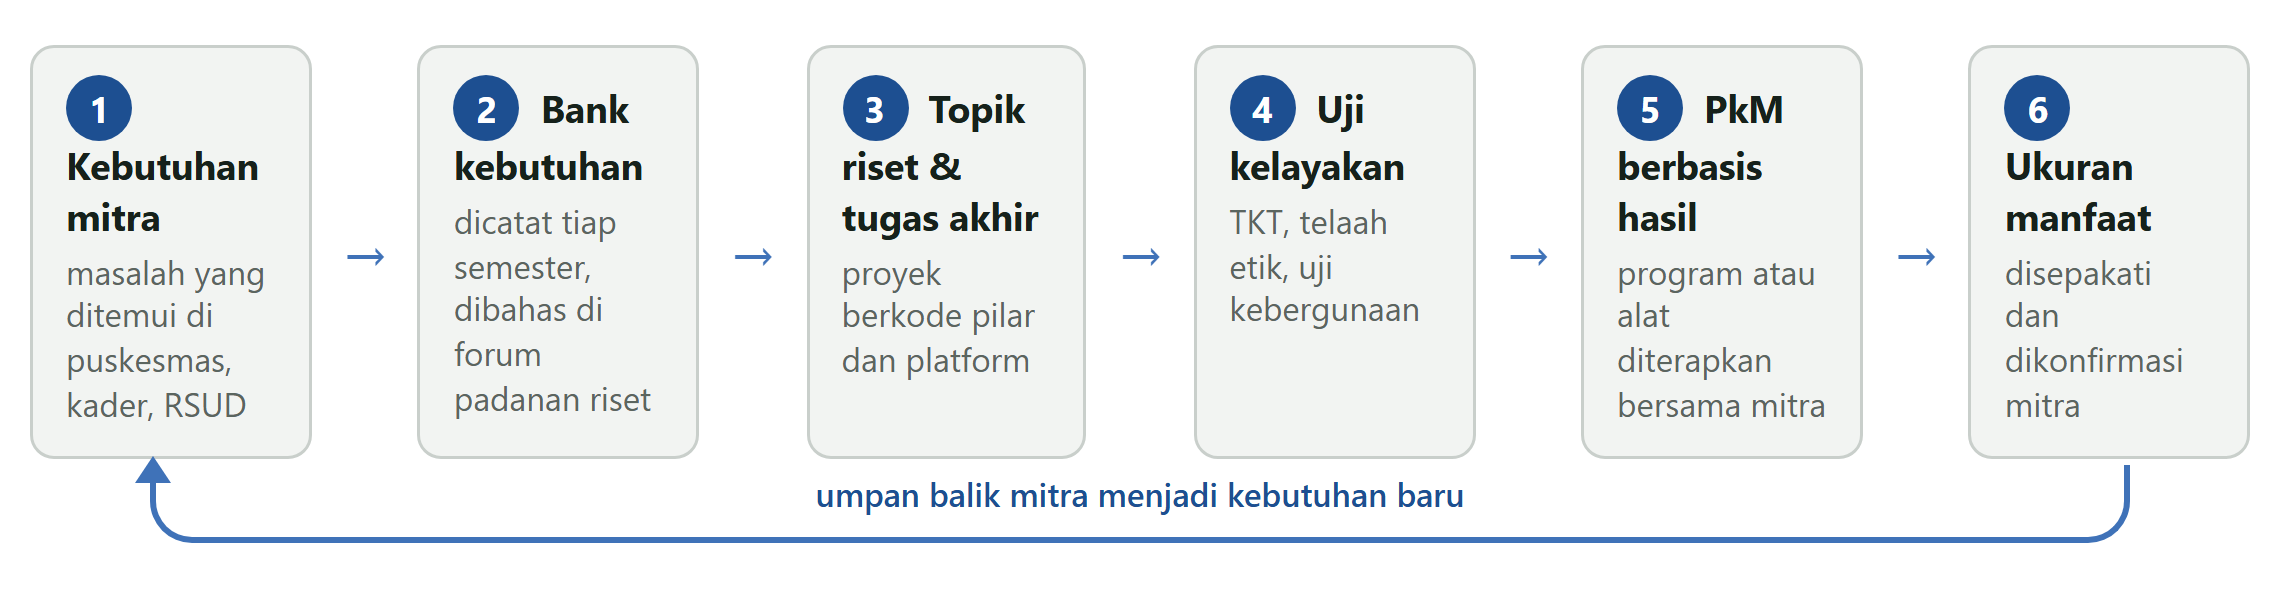 1
Kebutuhan
mitra
masalah yang
ditemui di
puskesmas,
kader, RSUD
→
2 Bank
kebutuhan
dicatat tiap
semester,
dibahas di
forum
padanan riset
→
3 Topik
riset &
tugas akhir
proyek
berkode pilar
dan platform
→
4 Uji
kelayakan
TKT, telaah
etik, uji
kebergunaan
→
5 PkM
berbasis
hasil
program atau
alat
diterapkan
bersama mitra
→
6
Ukuran
manfaat
disepakati
dan
dikonfirmasi
mitra
umpan balik mitra menjadi kebutuhan baru